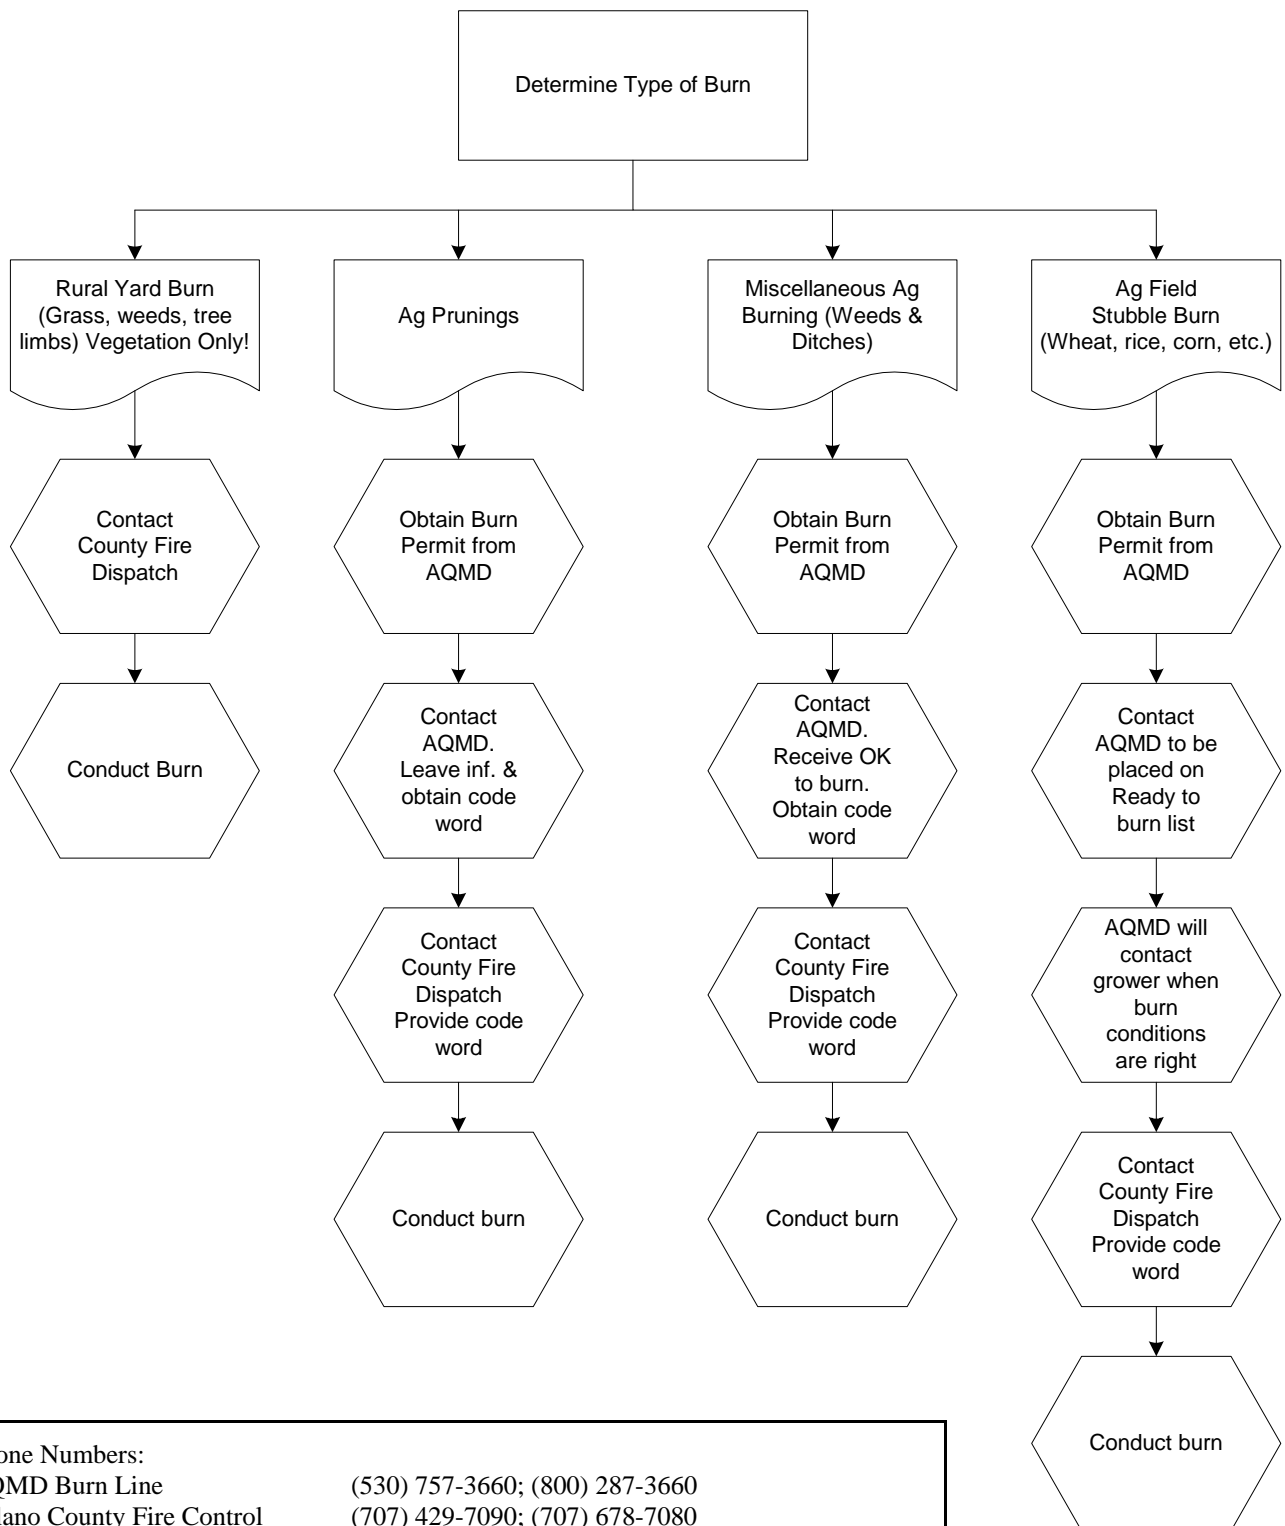 Determine Type of Burn
Rural Yard Burn
(Grass, weeds, tree
limbs) Vegetation Only!
Ag Prunings
Miscellaneous Ag
Burning (Weeds &
Ditches)
Ag Field
Stubble Burn
(Wheat, rice, corn, etc.)
Contact
County Fire
Dispatch
Obtain Burn
Permit from
AQMD
Obtain Burn
Permit from
AQMD
Obtain Burn
Permit from
AQMD
Conduct Burn
Contact
AQMD.
Leave inf. &
obtain code
word
Contact
AQMD.
Receive OK
to burn.
Obtain code
word
Contact
AQMD to be
placed on
Ready to
burn list
Contact
County Fire
Dispatch
Provide code
word
Contact
County Fire
Dispatch
Provide code
word
AQMD will
contact
grower when
burn
conditions
are right
Conduct burn
Conduct burn
Contact
County Fire
Dispatch
Provide code
word
Conduct burn
one Numbers:
QMD Burn Line (530) 757-3660; (800) 287-3660
lano County Fire Control (707) 429-7090; (707) 678-7080